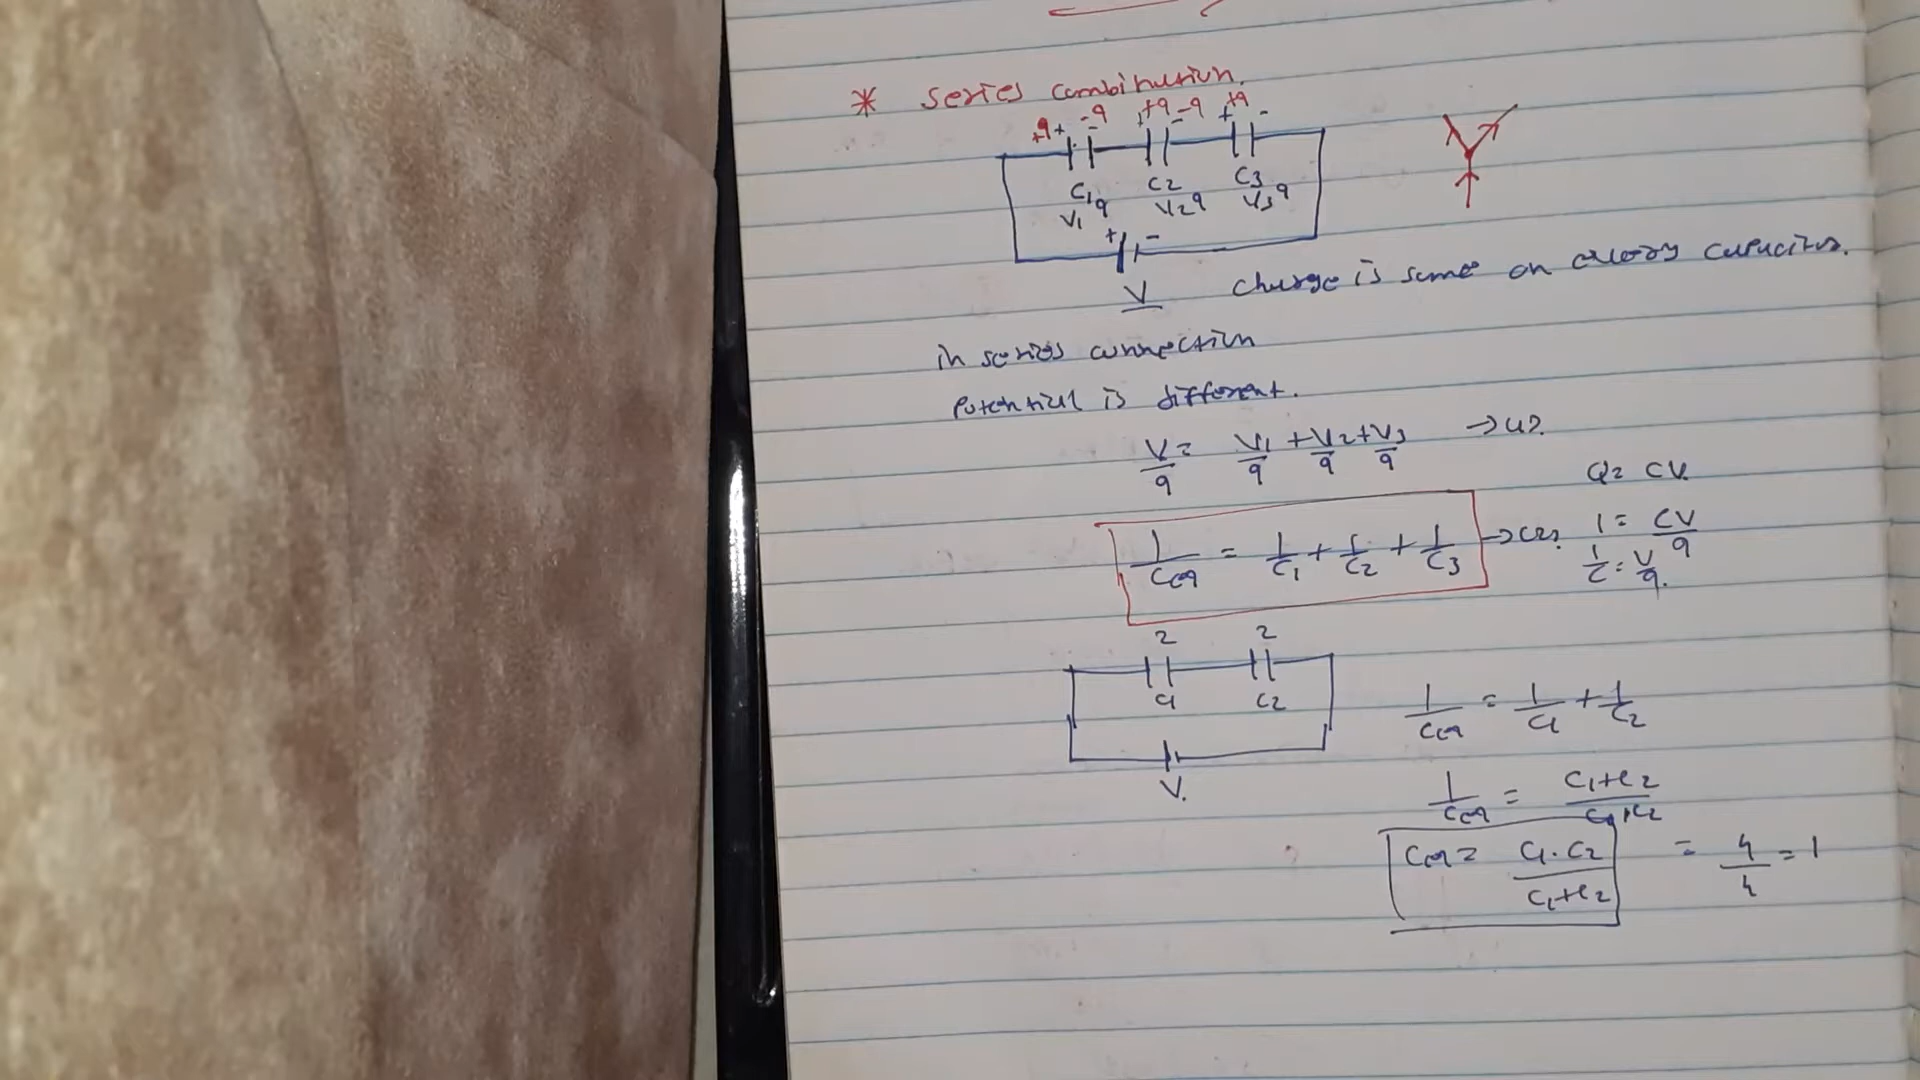 * Series combination.
+q + -q +q -q + +q -
C1 C2 C3
V1 q V2 q V3 q
+ -
V
Charge is same on every capacitor.
in series connection
Potential is different.
V/q = V1/q + V2/q + V3/q
Q = CV
1/Ceq = 1/C1 + 1/C2 + 1/C3
1 = CV/q
1/C = V/q.
2 2
C1 C2
V.
1/Ceq = 1/C1 + 1/C2
1/Ceq = C1+C2
Ceq = C1.C2/C1+C2 = 4/4 = 1